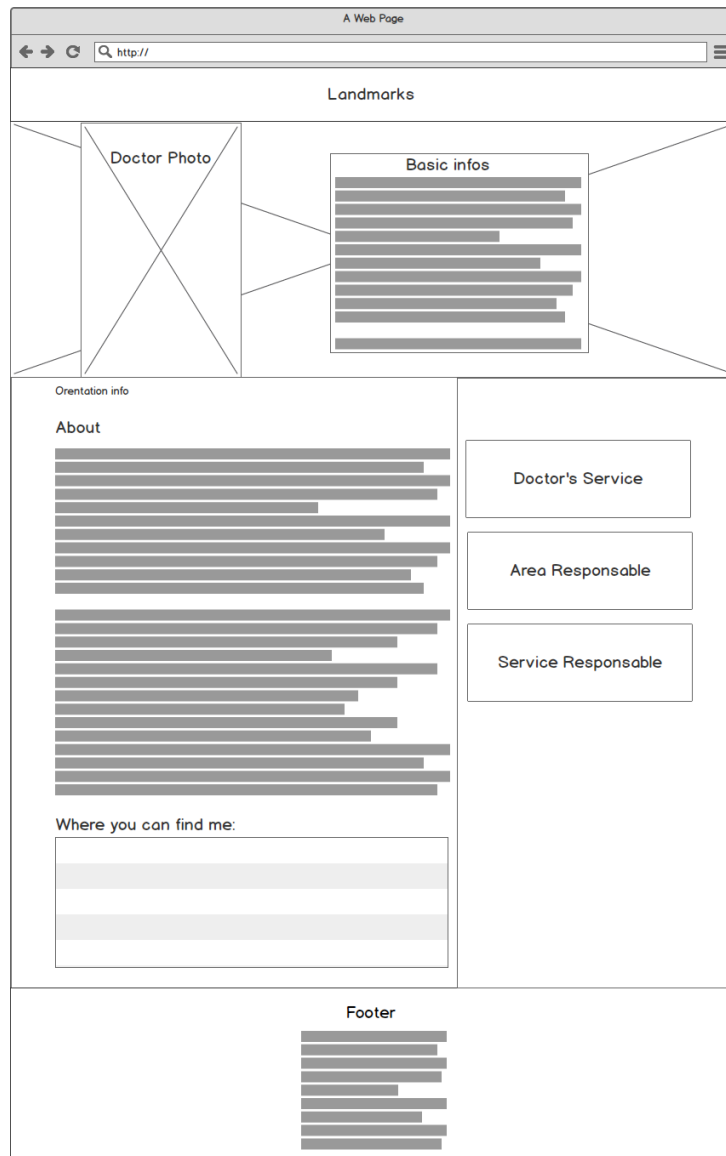 A Web Page
http://
Landmarks
Doctor Photo
Basic infos
Orentation info
About
Doctor's Service
Area Responsable
Service Responsable
Where you can find me:
Footer